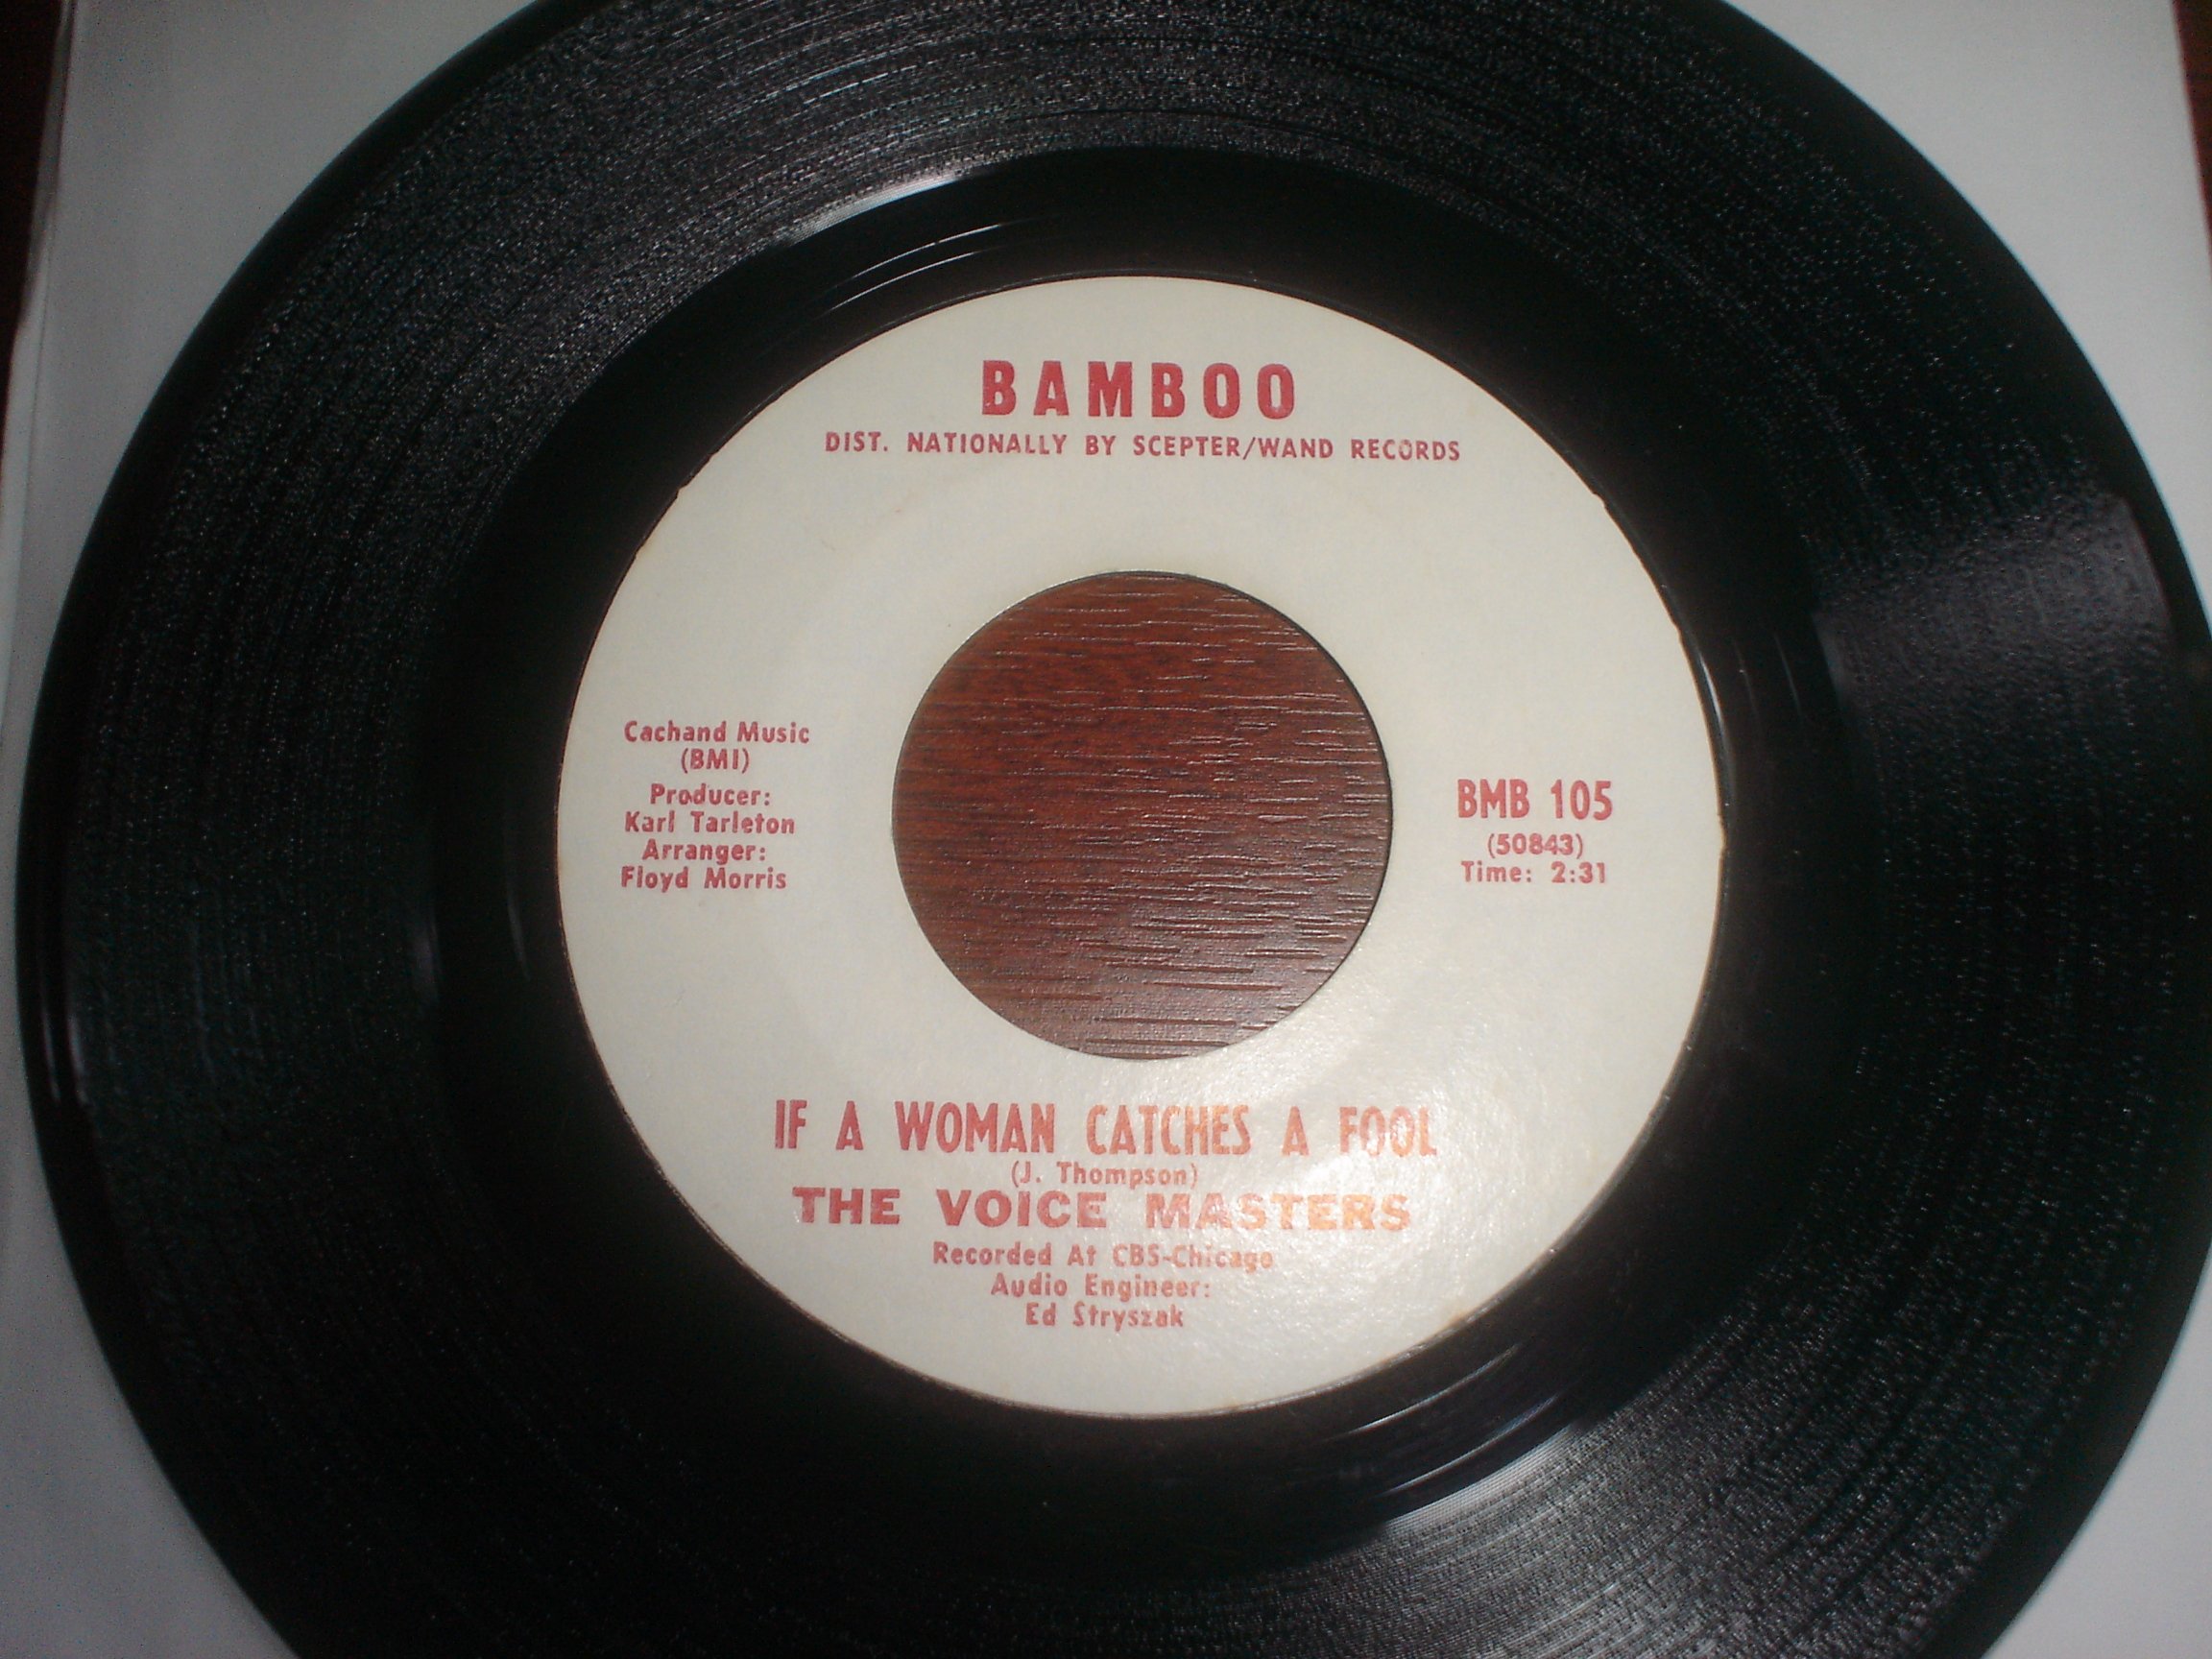 BAMBOO
DIST. NATIONALLY BY SCEPTER/WAND RECORDS
Cachand Music
(BMI)
Producer:
Karl Tarleton
Arranger:
Floyd Morris
BMB 105
(50843)
Time: 2:31
IF A WOMAN CATCHES A FOOL
(J. Thompson)
THE VOICE MASTERS
Recorded At CBS-Chicago
Audio Engineer:
Ed Stryszak